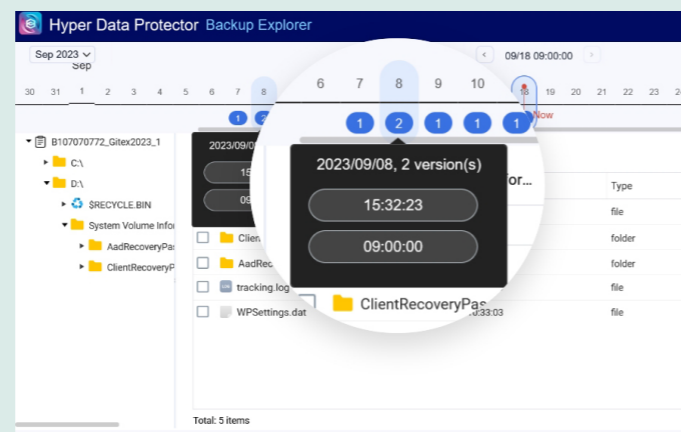 Hyper Data Protector Backup Explorer
Sep 2023
09/18 09:00:00
Sep
30 31 1 2 3 4 5 6 7 8 6 7 8 9 10 18 19 20 21 22 23
1 2 1 2 1 1 1 Now
B107070772_Gitex2023_1
C:\
D:\
$RECYCLE.BIN
System Volume Infor
AadRecoveryPas
ClientRecoveryP
2023/09/08, 2 version(s)
15:32:23
09:00:00
Type
file
folder
folder
tracking.log file
WPSettings.dat file
ClientRecoveryPas
Total: 5 items